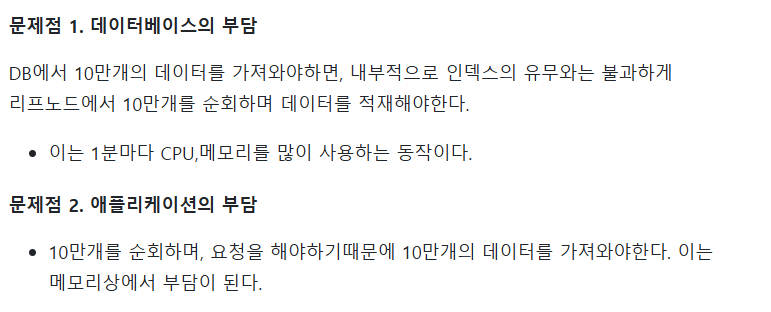 문제점 1. 데이터베이스의 부담
DB에서 10만개의 데이터를 가져와야하면, 내부적으로 인덱스의 유무와는 불과하게
리프노드에서 10만개를 순회하며 데이터를 적재해야한다.
• 이는 1분마다 CPU,메모리를 많이 사용하는 동작이다.
문제점 2. 애플리케이션의 부담
• 10만개를 순회하며, 요청을 해야하기때문에 10만개의 데이터를 가져와야한다. 이는
메모리상에서 부담이 된다.